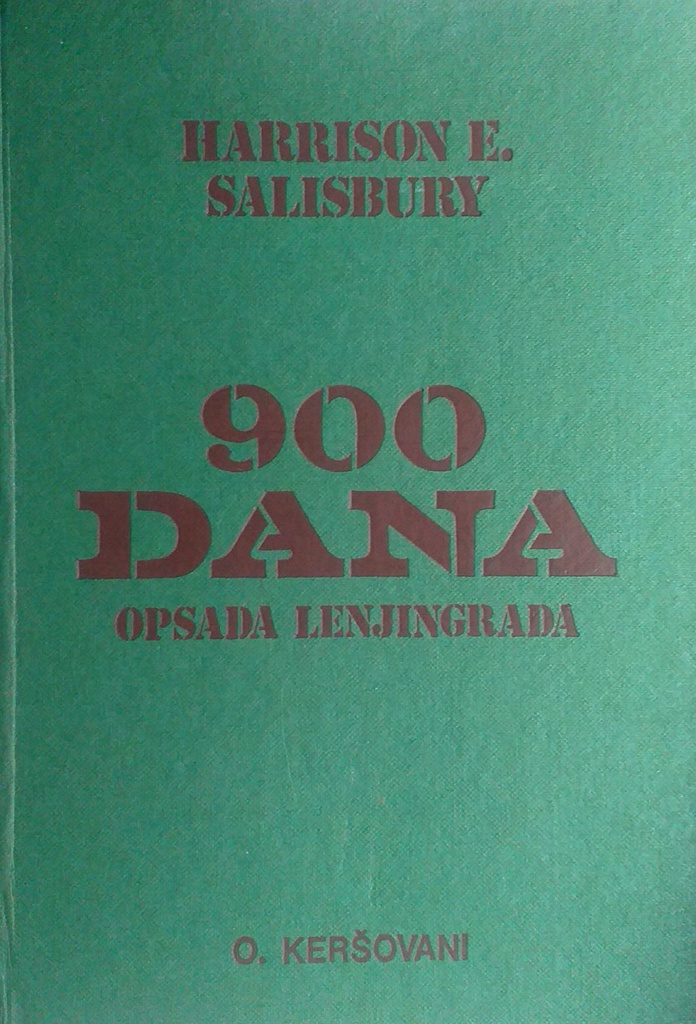 HARRISON E.
SALISBURY
900
DANA
OPSADA LENJINGRADA
O. KERŠOVANI